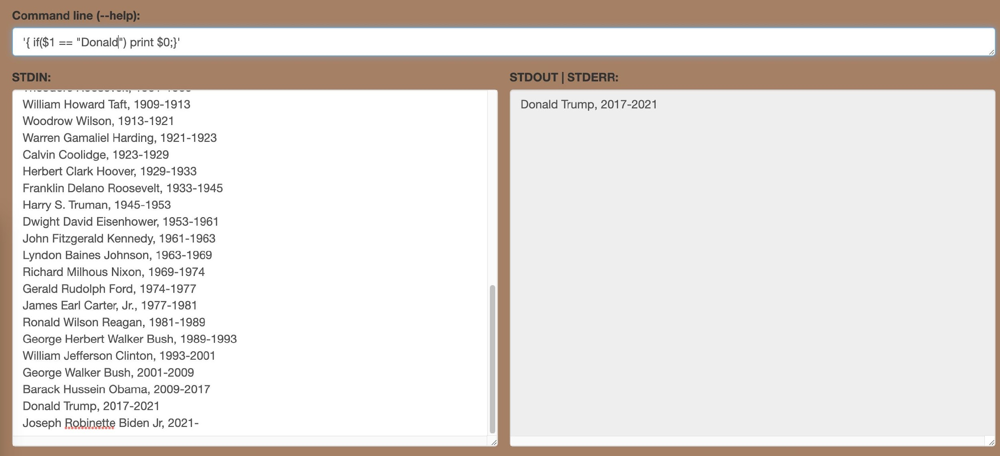 Command line (--help):
'{ if($1 == "Donald") print $0;}'
STDIN:
William Howard Taft, 1909-1913
Woodrow Wilson, 1913-1921
Warren Gamaliel Harding, 1921-1923
Calvin Coolidge, 1923-1929
Herbert Clark Hoover, 1929-1933
Franklin Delano Roosevelt, 1933-1945
Harry S. Truman, 1945-1953
Dwight David Eisenhower, 1953-1961
John Fitzgerald Kennedy, 1961-1963
Lyndon Baines Johnson, 1963-1969
Richard Milhous Nixon, 1969-1974
Gerald Rudolph Ford, 1974-1977
James Earl Carter, Jr., 1977-1981
Ronald Wilson Reagan, 1981-1989
George Herbert Walker Bush, 1989-1993
William Jefferson Clinton, 1993-2001
George Walker Bush, 2001-2009
Barack Hussein Obama, 2009-2017
Donald Trump, 2017-2021
Joseph Robinette Biden Jr, 2021-
STDOUT | STDERR:
Donald Trump, 2017-2021